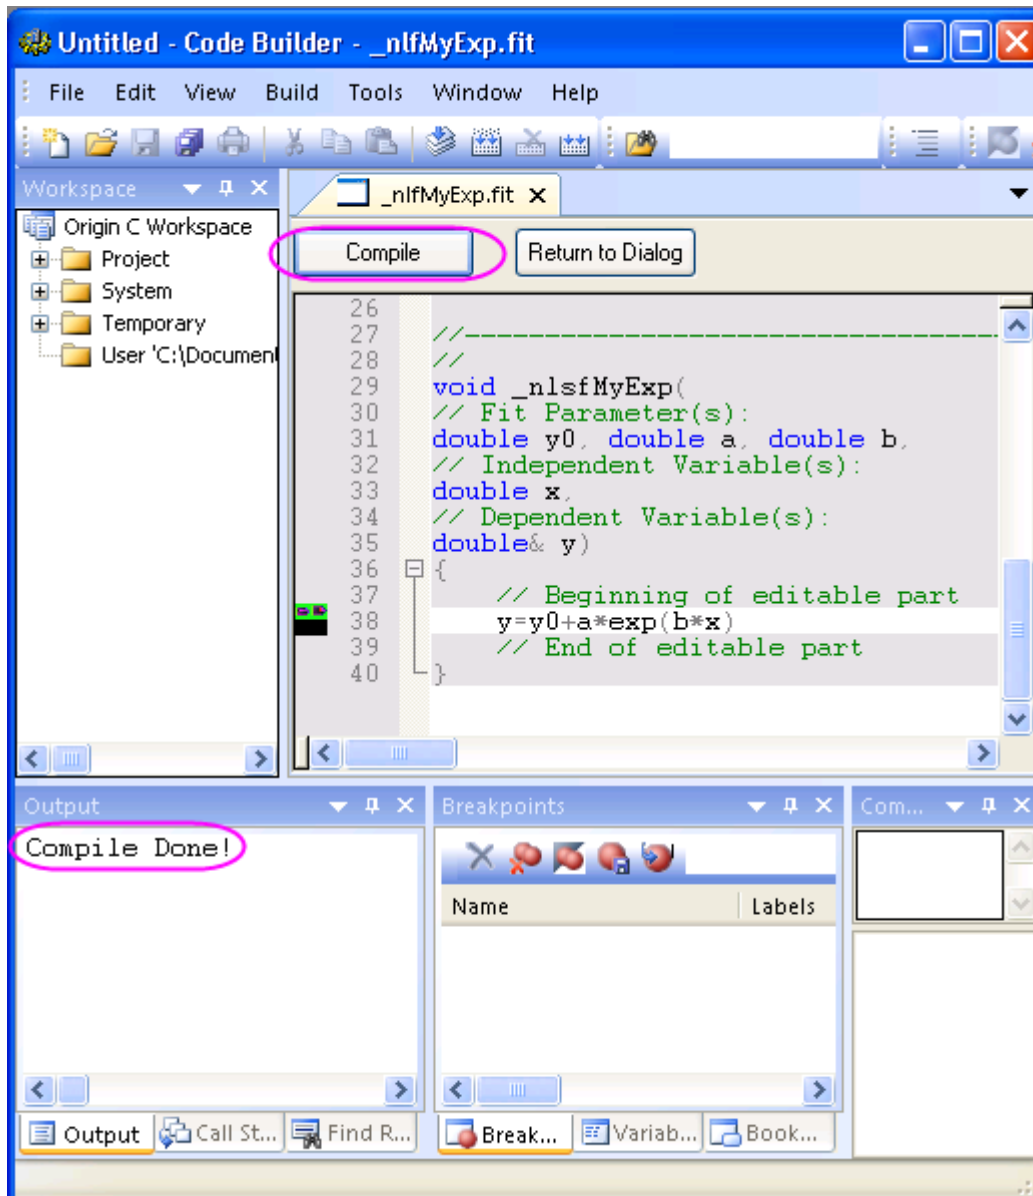 Untitled - Code Builder - _nlfMyExp.fit
File Edit View Build Tools Window Help
Workspace
_nlfMyExp.fit
Origin C Workspace
Project
System
Temporary
User 'C:\Document
Compile
Return to Dialog
26
27 //----------------------------------
28 //
29 void _nlsfMyExp(
30 // Fit Parameter(s):
31 double y0, double a, double b,
32 // Independent Variable(s):
33 double x,
34 // Dependent Variable(s):
35 double& y)
36 {
37 // Beginning of editable part
38 y=y0+a*exp(b*x)
39 // End of editable part
40 }
Output
Compile Done!
Breakpoints
Name Labels
Com...
Output Call St... Find R...
Break... Variab... Book...